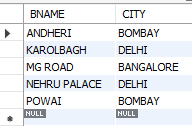 BNAME CITY
ANDHERI BOMBAY
KAROLBAGH DELHI
MG ROAD BANGALORE
NEHRU PALACE DELHI
POWAI BOMBAY
NULL NULL